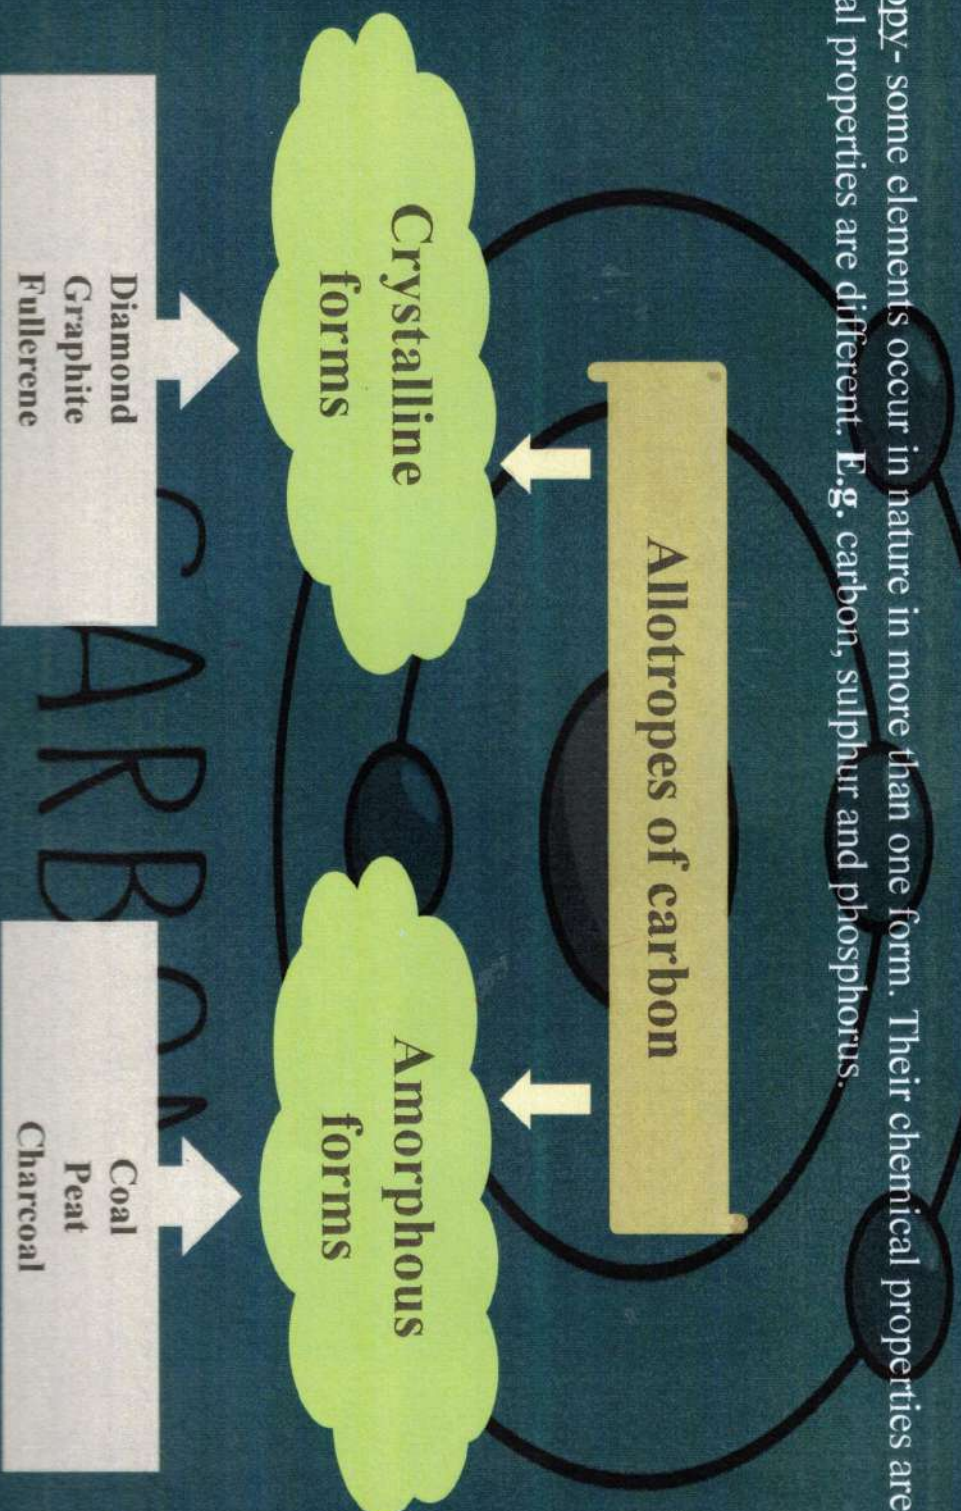 opy- some elements occur in nature in more than one form. Their chemical properties are
al properties are different. E.g. carbon, sulphur and phosphorus.
Allotropes of carbon
Crystalline
forms
Amorphous
forms
Diamond
Graphite
Fullerene
CARBON
Coal
Peat
Charcoal